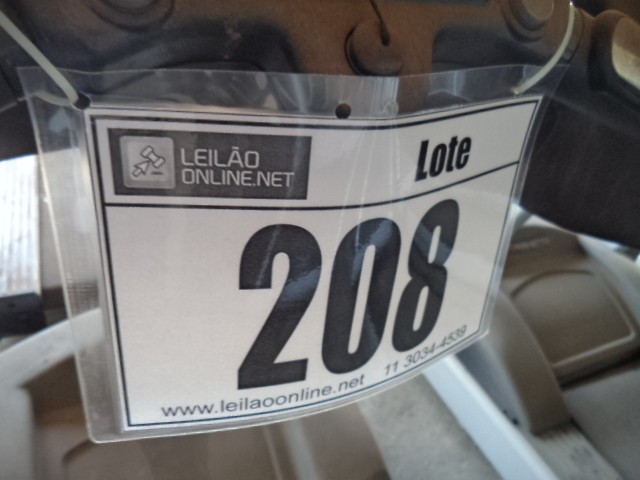 LEILÃO
ONLINE.NET
Lote
208
www.leilaoonline.net 11 3034-4539